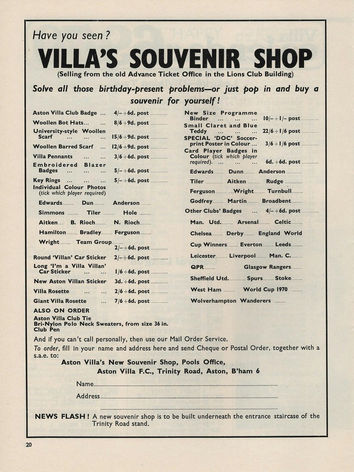 Have you seen?
VILLA'S SOUVENIR SHOP
(Selling from the old Advance Ticket Office in the Lions Club Building)
Solve all those birthday-present problems—or just pop in and buy a
souvenir for yourself!
Aston Villa Club Badge ... 4/- + 6d. post
Woollen Bot Hats... ... 8/6 + 9d. post
University-style Woollen
Scarf ... ... ... 15/6 + 9d. post
Woollen Barred Scarf ... 12/6 + 9d. post
Villa Pennants ... ... 3/6 + 6d. post
Embroidered Blazer
Badges ... ... ... 5/- + 6d. post
Key Rings ... ... ... 5/- + 6d. post
Individual Colour Photos
(tick which player required)
Edwards Dun Anderson
Simmons Tiler Hole
Aitken B. Rioch N. Rioch
Hamilton Bradley Ferguson
Wright Team Group
2/- + 6d. post
Round 'Villan' Car Sticker 2/- + 6d. post
Long 'I'm a Villa Villan'
Car Sticker ... 1/6 + 6d. post
New Aston Villan Sticker 3d. + 6d. post
Villa Rosette ... ... 2/6 + 6d. post
Giant Villa Rosette ... 7/6 + 6d. post
ALSO ON ORDER
Aston Villa Club Tie
Bri-Nylon Polo Neck Sweaters, from size 36 in.
Club Pen
New Size Programme
Binder ... ... ... 10/- + 1/- post
Small Claret and Blue
Teddy ... ... ... 22/6 + 1/6 post
SPECIAL 'DOC' Soccer-
print Poster in Colour ... 3/6 + 1/6 post
Card Player Badges in
Colour (tick which player
required) ... ... ... 6d. + 6d. post
Edwards Dunn Anderson
Tiler Aitken Rudge
Ferguson Wright Turnbull
Godfrey Martin Broadbent
Other Clubs' Badges ... 4/- + 6d. post
Man. Utd. Arsenal Celtic
Chelsea Derby England World
Cup Winners Everton Leeds
Leicester Liverpool Man. C.
QPR Glasgow Rangers
Sheffield Utd. Spurs Stoke
West Ham World Cup 1970
Wolverhampton Wanderers
And if you can't call personally, then use our Mail Order Service.
To order, fill in your name and address here and send Cheque or Postal Order, together with a
s.a.e. to:
Aston Villa's New Souvenir Shop, Pools Office,
Aston Villa F.C., Trinity Road, Aston, B'ham 6
Name
Address
NEWS FLASH! A new souvenir shop is to be built underneath the entrance staircase of the
Trinity Road stand.
20